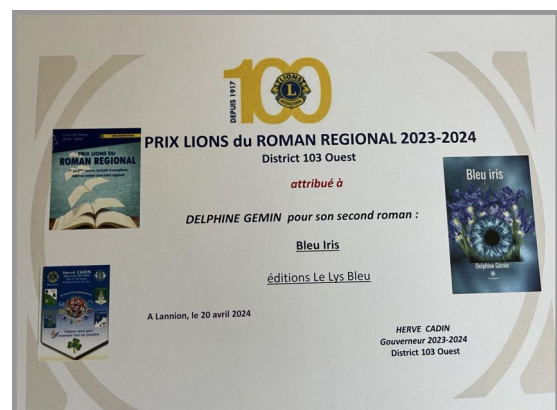 DEPUIS 1917
100
LIONS
L
INTERNATIONAL
PRIX LIONS du ROMAN REGIONAL 2023-2024
District 103 Ouest
attribué à
DELPHINE GEMIN pour son second roman :
Bleu Iris
éditions Le Lys Bleu
A Lannion, le 20 avril 2024
HERVE CADIN
Gouverneur 2023-2024
District 103 Ouest
PRIX LIONS DU
ROMAN REGIONAL
Hervé CADIN
Bleu iris
Delphine Gémin